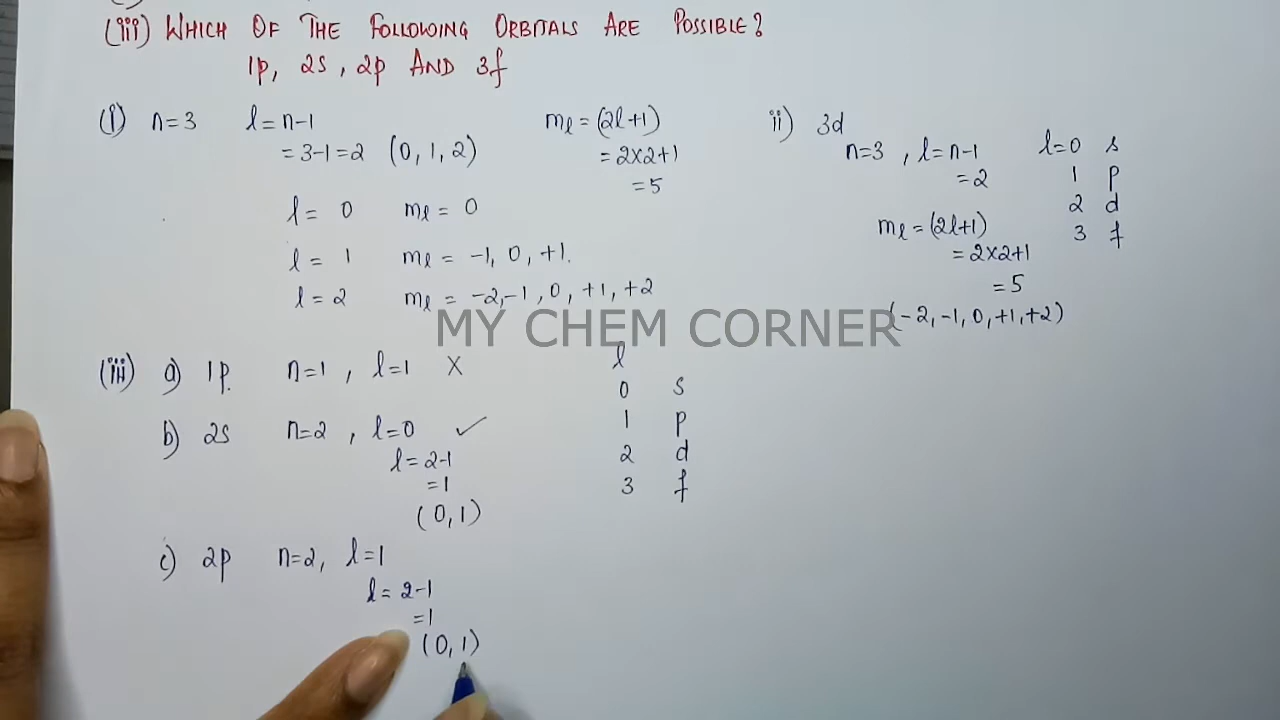 (iii) WHICH OF THE FOLLOWING ORBITALS ARE POSSIBLE?
1p, 2s, 2p AND 3f
(i) n=3 l=n-1
=3-1=2 (0, 1, 2)
ml = (2l+1)
=2x2+1
=5
l= 0 ml= 0
l= 1 ml= -1, 0, +1.
l=2 ml= -2,-1, 0, +1, +2
ii) 3d
n=3, l=n-1
=2
ml=(2l+1)
=2x2+1
=5
(-2, -1, 0, +1, +2)
l=0 s
1 p
2 d
3 f
MY CHEM CORNER
(iii) a) 1p. n=1, l=1 X
b) 2s n=2, l=0 ✓
l=2-1
=1
(0, 1)
c) 2p n=2, l=1
l=2-1
=1
(0, 1)
l
0 s
1 p
2 d
3 f